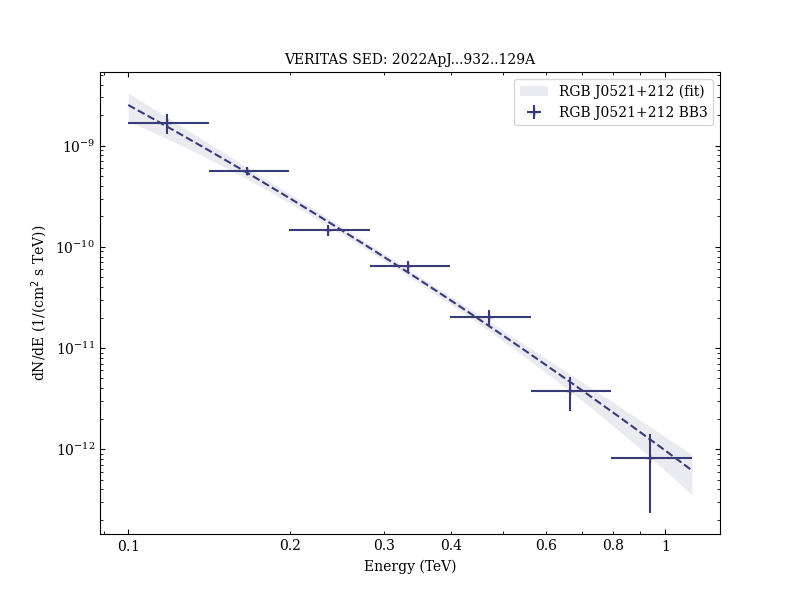 VERITAS SED: 2022ApJ...932..129A
RGB J0521+212 (fit)
RGB J0521+212 BB3
dN/dE (1/(cm² s TeV))
10⁻⁹
10⁻¹⁰
10⁻¹¹
10⁻¹²
0.1 0.2 0.3 0.4 0.6 0.8 1
Energy (TeV)